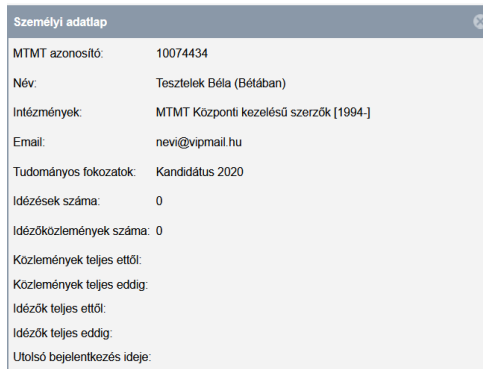 Személyi adatlap
MTMT azonosító: 10074434
Név: Tesztelek Béla (Bétában)
Intézmények: MTMT Központi kezelésű szerzők [1994-]
Email: nevi@vipmail.hu
Tudományos fokozatok: Kandidátus 2020
Idézések száma: 0
Idézőközlemények száma: 0
Közlemények teljes ettől:
Közlemények teljes eddig:
Idézők teljes ettől:
Idézők teljes eddig:
Utolsó bejelentkezés ideje: